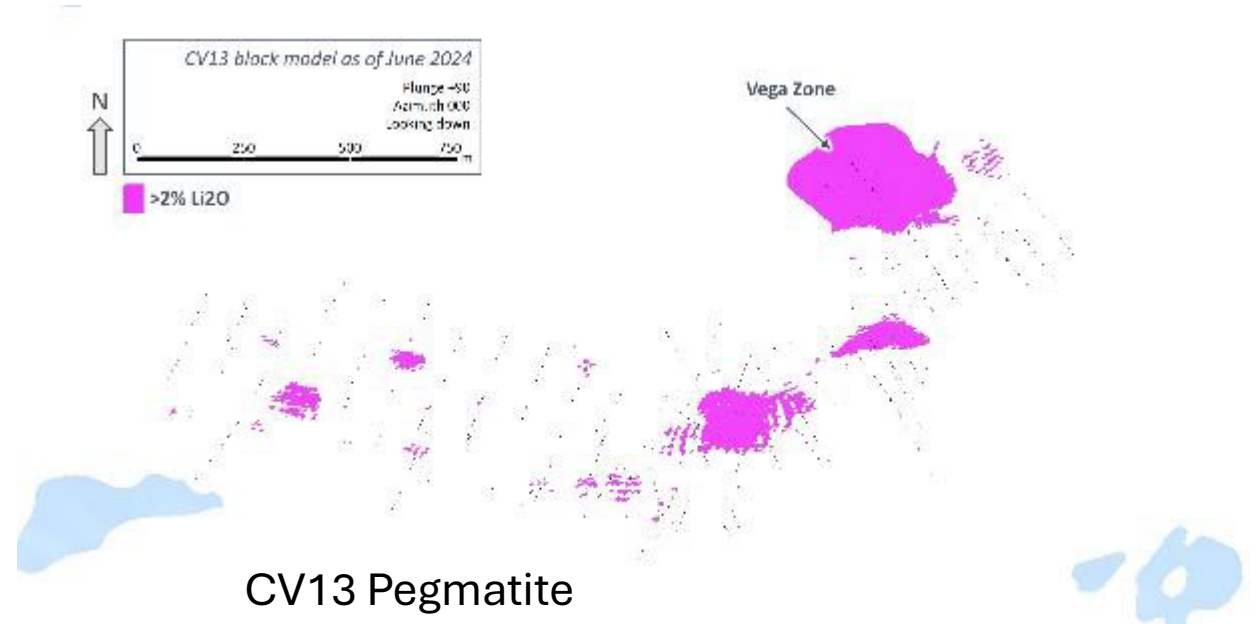 CV13 block model as of June 2024
Plunge +90
Azimuth 000
Looking down
N
0 250 500 750
m
>2% Li2O
Vega Zone
CV13 Pegmatite